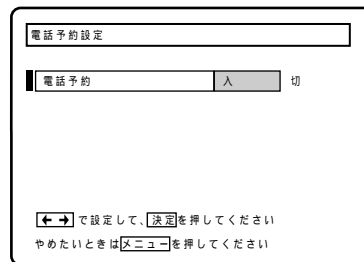 電話予約設定
電話予約 入 切
← → で設定して、決定を押してください
やめたいときはメニューを押してください